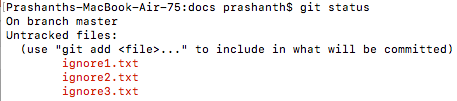 [Prashanths-MacBook-Air-75:docs prashanth$ git status
On branch master
Untracked files:
  (use "git add <file>..." to include in what will be committed)
        ignore1.txt
        ignore2.txt
        ignore3.txt